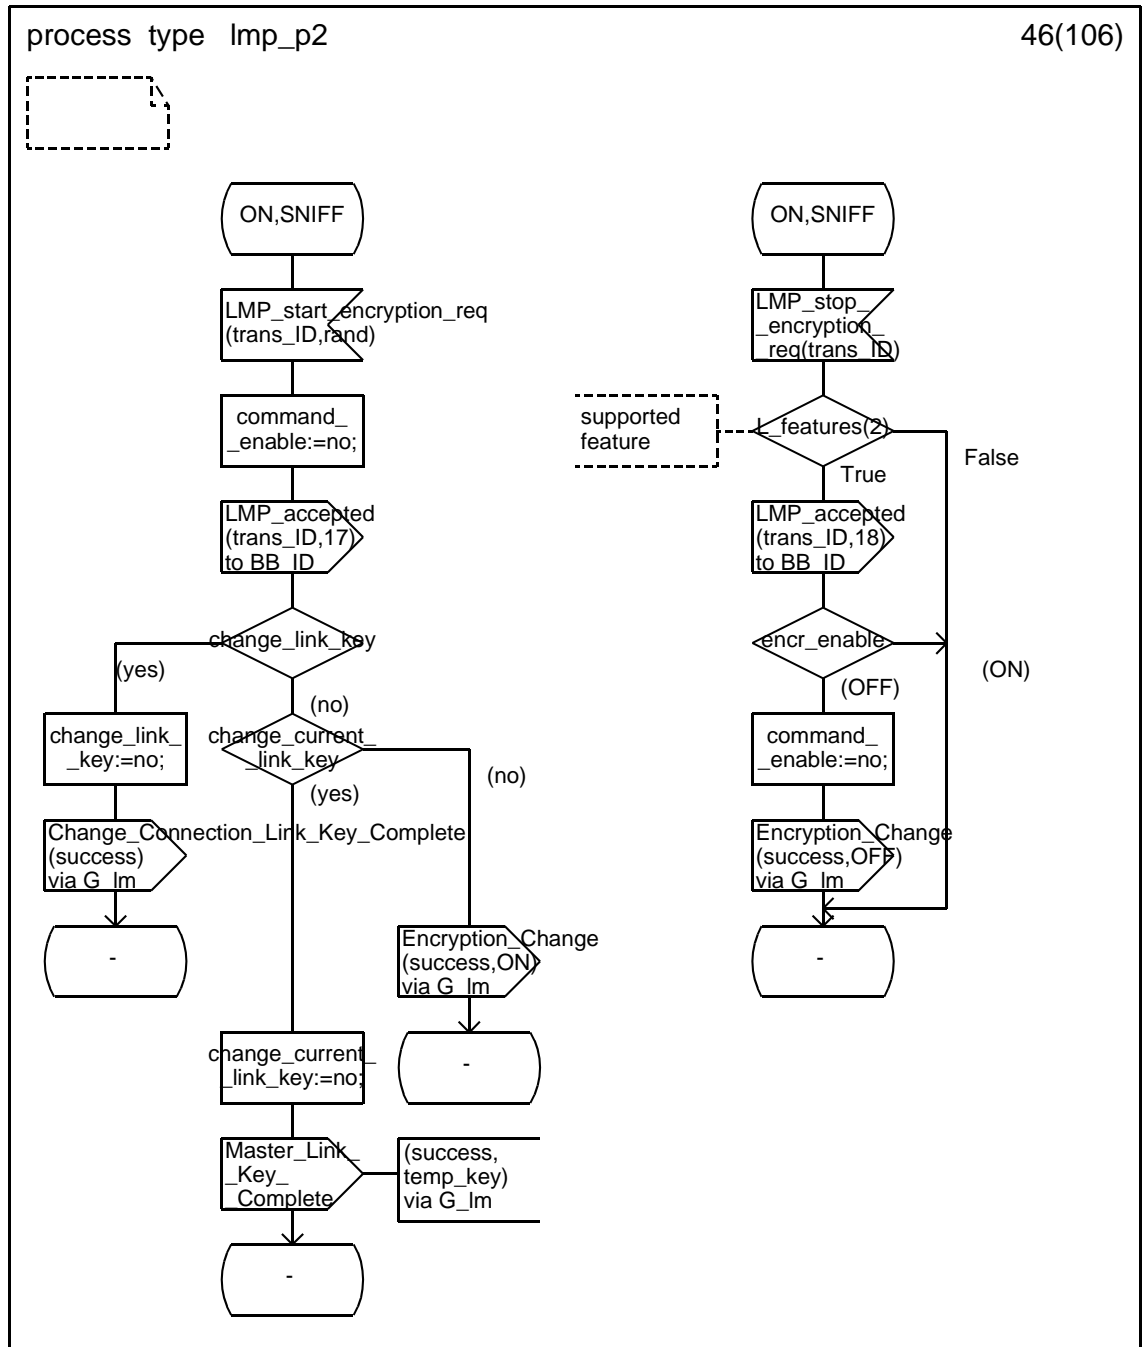 process type lmp_p2
46(106)
ON,SNIFF
LMP_start_encryption_req
(trans_ID,rand)
command_
_enable:=no;
LMP_accepted
(trans_ID,17)
to BB_ID
change_link_key
(yes)
(no)
change_link_
_key:=no;
change_current_
_link_key
(yes)
(no)
Change_Connection_Link_Key_Complete
(success)
via G_lm
-
Encryption_Change
(success,ON)
via G_lm
-
change_current_
_link_key:=no;
Master_Link_
_Key_
_Complete
(success,
temp_key)
via G_lm
-
ON,SNIFF
LMP_stop_
_encryption_
_req(trans_ID)
supported
feature
L_features(2)
False
True
LMP_accepted
(trans_ID,18)
to BB_ID
encr_enable
(ON)
(OFF)
command_
_enable:=no;
Encryption_Change
(success,OFF)
via G_lm
-